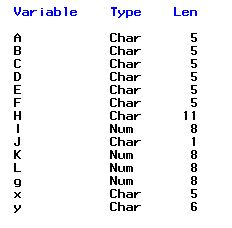 Variable Type Len
A Char 5
B Char 5
C Char 5
D Char 5
E Char 5
F Char 5
H Char 11
I Num 8
J Char 1
K Num 8
L Num 8
g Num 8
x Char 5
y Char 6